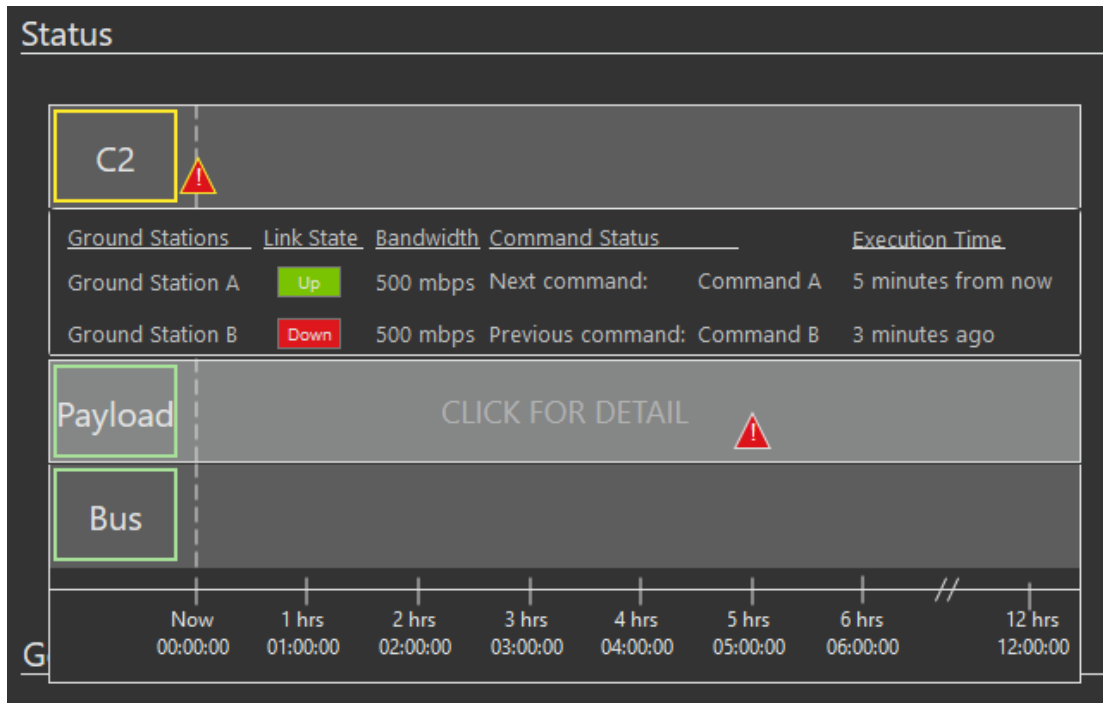 Status
C2
!
Ground Stations Link State Bandwidth Command Status Execution Time
Ground Station A Up 500 mbps Next command: Command A 5 minutes from now
Ground Station B Down 500 mbps Previous command: Command B 3 minutes ago
Payload CLICK FOR DETAIL
!
Bus
Now 1 hrs 2 hrs 3 hrs 4 hrs 5 hrs 6 hrs // 12 hrs
00:00:00 01:00:00 02:00:00 03:00:00 04:00:00 05:00:00 06:00:00 12:00:00